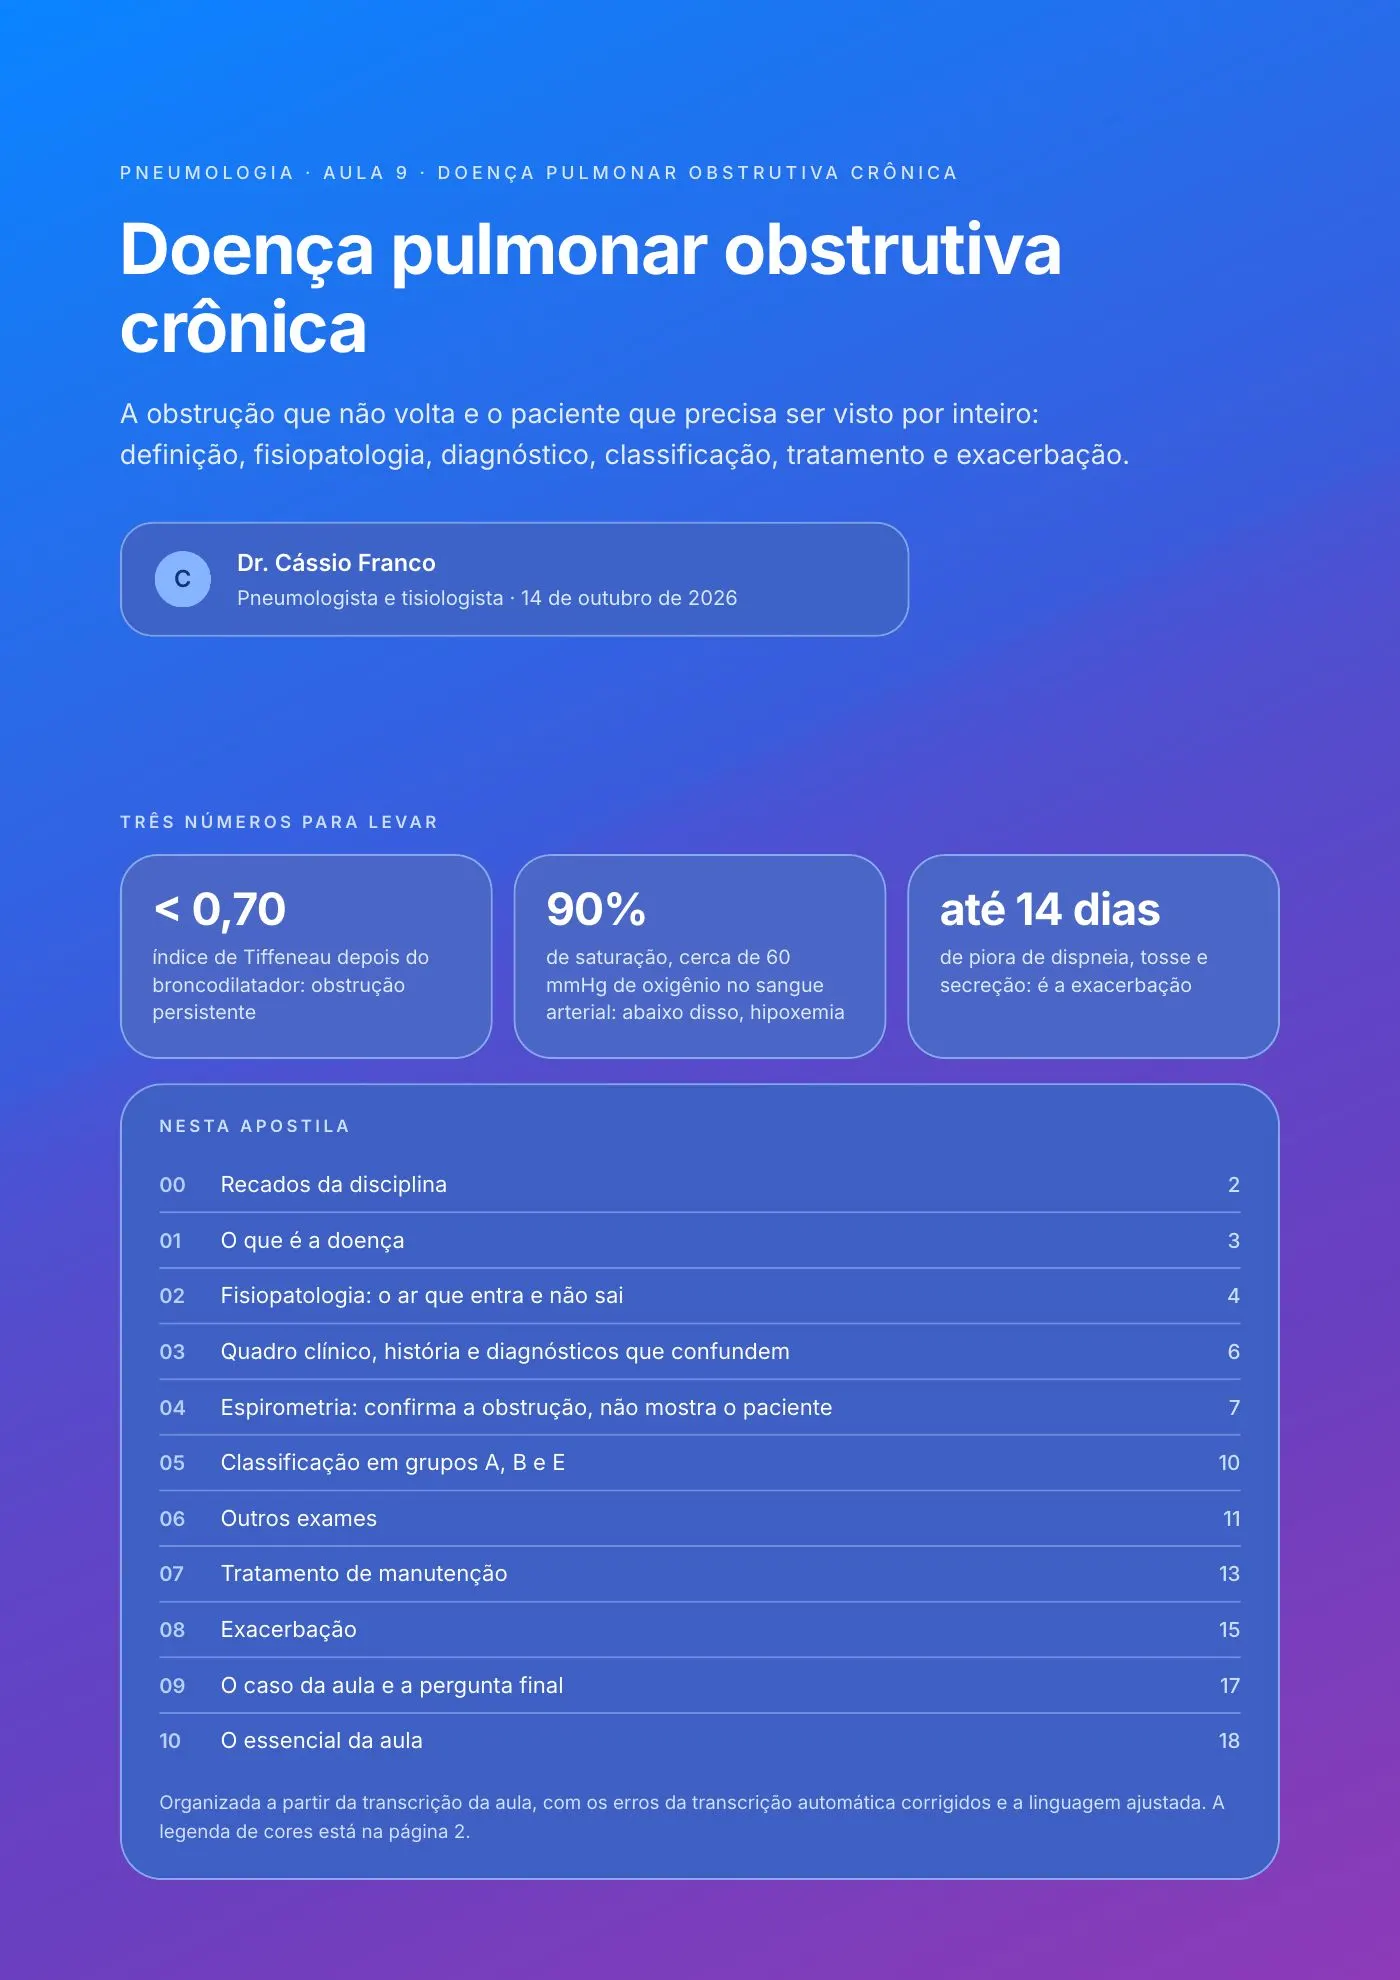 PNEUMOLOGIA · AULA 9 · DOENÇA PULMONAR OBSTRUTIVA CRÔNICA
Doença pulmonar obstrutiva
crônica
A obstrução que não volta e o paciente que precisa ser visto por inteiro:
definição, fisiopatologia, diagnóstico, classificação, tratamento e exacerbação.
C
Dr. Cássio Franco
Pneumologista e tisiologista · 14 de outubro de 2026
TRÊS NÚMEROS PARA LEVAR
< 0,70
índice de Tiffeneau depois do
broncodilatador: obstrução
persistente
90%
de saturação, cerca de 60
mmHg de oxigênio no sangue
arterial: abaixo disso, hipoxemia
até 14 dias
de piora de dispneia, tosse e
secreção: é a exacerbação
NESTA APOSTILA
00 Recados da disciplina 2
01 O que é a doença 3
02 Fisiopatologia: o ar que entra e não sai 4
03 Quadro clínico, história e diagnósticos que confundem 6
04 Espirometria: confirma a obstrução, não mostra o paciente 7
05 Classificação em grupos A, B e E 10
06 Outros exames 11
07 Tratamento de manutenção 13
08 Exacerbação 15
09 O caso da aula e a pergunta final 17
10 O essencial da aula 18
Organizada a partir da transcrição da aula, com os erros da transcrição automática corrigidos e a linguagem ajustada. A
legenda de cores está na página 2.